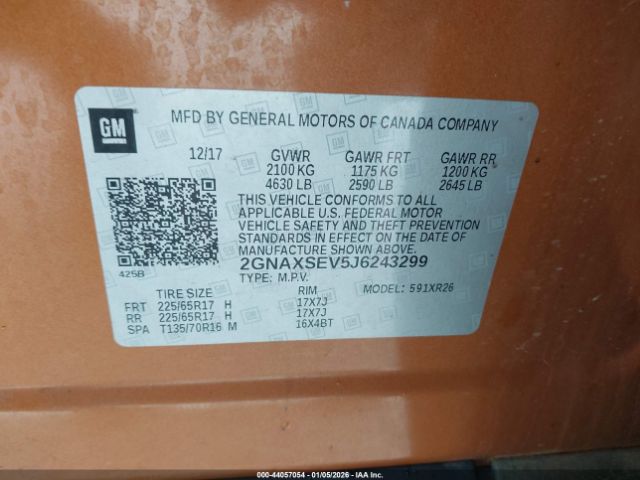 GM
MFD BY GENERAL MOTORS OF CANADA COMPANY
12/17 GVWR GAWR FRT GAWR RR
2100 KG 1175 KG 1200 KG
4630 LB 2590 LB 2645 LB
THIS VEHICLE CONFORMS TO ALL
APPLICABLE U.S. FEDERAL MOTOR
VEHICLE SAFETY AND THEFT PREVENTION
STANDARDS IN EFFECT ON THE DATE OF
MANUFACTURE SHOWN ABOVE.
425B 2GNAXSEV5J6243299
TYPE: M.P.V. MODEL: 591XR26
TIRE SIZE RIM
FRT 225/65R17 H 17X7J
RR 225/65R17 H 17X7J
SPA T135/70R16 M 16X4BT
000-44057054 | 01/05/2026 - IAA Inc.